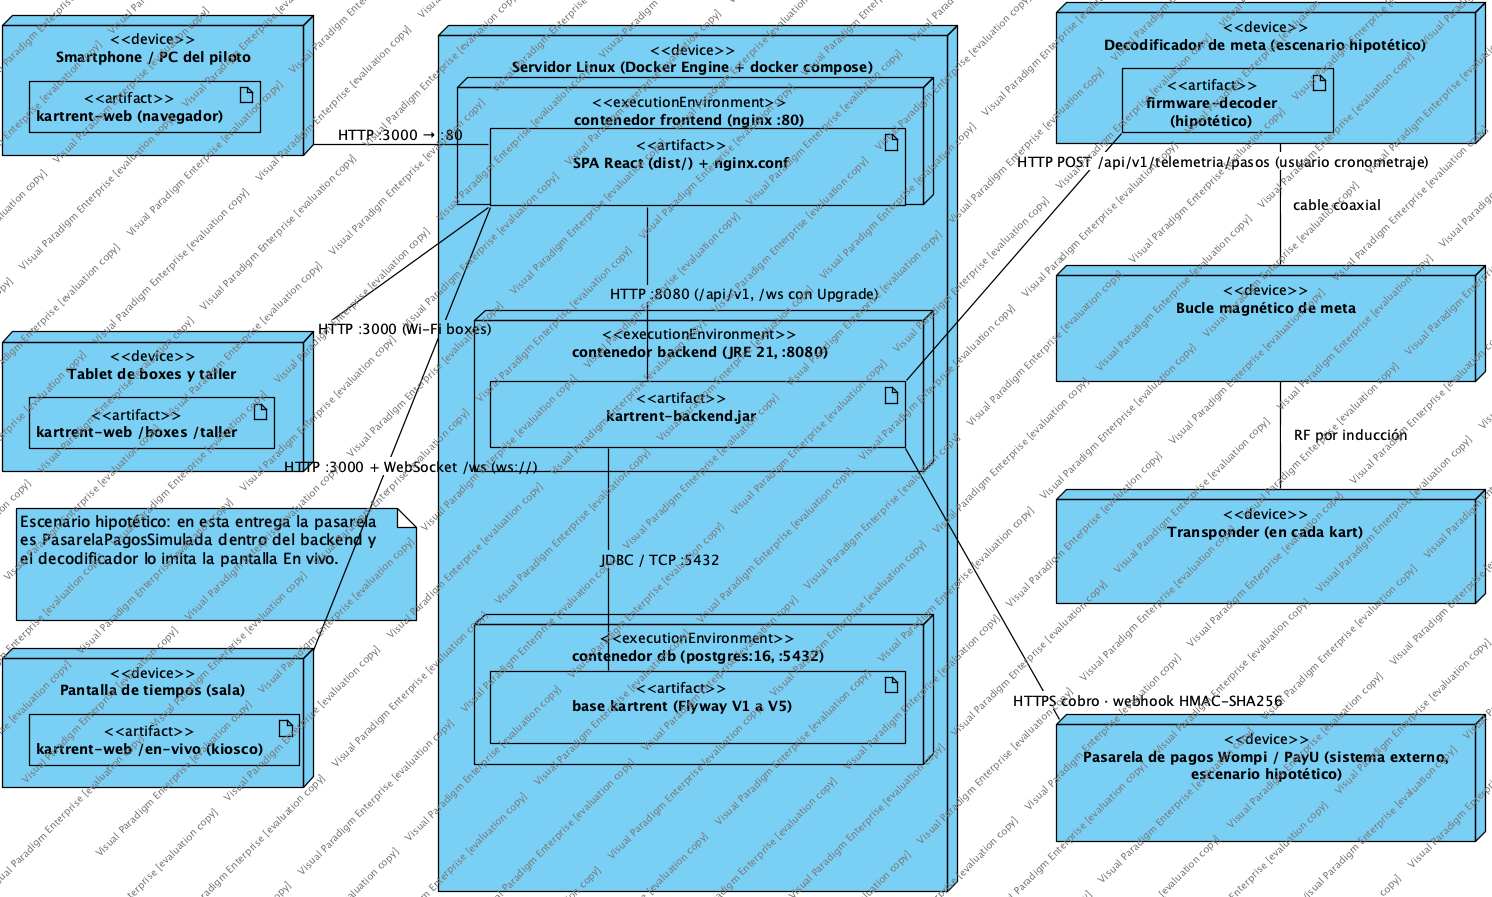 <<device>>
Smartphone / PC del piloto
<<artifact>>
kartrent-web (navegador)
HTTP :3000 → :80
<<device>>
Servidor Linux (Docker Engine + docker compose)
<<executionEnvironment>>
contenedor frontend (nginx :80)
<<artifact>>
SPA React (dist/) + nginx.conf
<<device>>
Decodificador de meta (escenario hipotético)
<<artifact>>
firmware-decoder
(hipotético)
HTTP POST /api/v1/telemetria/pasos (usuario cronometraje)
cable coaxial
<<device>>
Bucle magnético de meta
HTTP :8080 (/api/v1, /ws con Upgrade)
HTTP :3000 (Wi-Fi boxes)
<<device>>
Tablet de boxes y taller
<<artifact>>
kartrent-web /boxes /taller
<<executionEnvironment>>
contenedor backend (JRE 21, :8080)
<<artifact>>
kartrent-backend.jar
RF por inducción
HTTP :3000 + WebSocket /ws (ws://)
<<device>>
Transponder (en cada kart)
Escenario hipotético: en esta entrega la pasarela
es PasarelaPagosSimulada dentro del backend y
el decodificador lo imita la pantalla En vivo.
JDBC / TCP :5432
<<executionEnvironment>>
contenedor db (postgres:16, :5432)
<<artifact>>
base kartrent (Flyway V1 a V5)
<<device>>
Pantalla de tiempos (sala)
<<artifact>>
kartrent-web /en-vivo (kiosco)
HTTPS cobro · webhook HMAC-SHA256
<<device>>
Pasarela de pagos Wompi / PayU (sistema externo,
escenario hipotético)
Visual Paradigm Enterprise [evaluation copy]